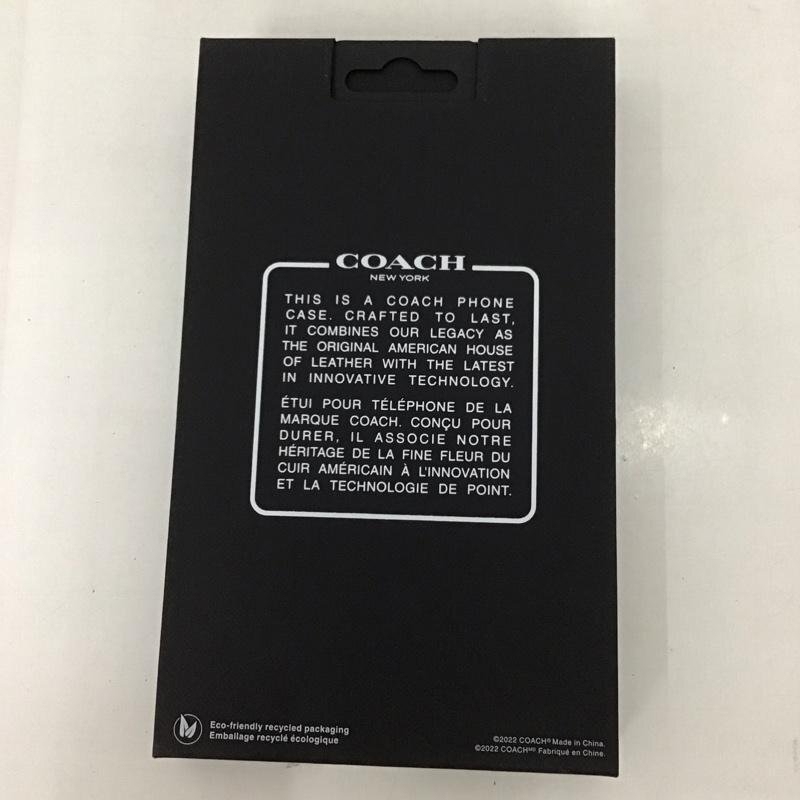 COACH
NEW YORK
THIS IS A COACH PHONE
CASE. CRAFTED TO LAST,
IT COMBINES OUR LEGACY AS
THE ORIGINAL AMERICAN HOUSE
OF LEATHER WITH THE LATEST
IN INNOVATIVE TECHNOLOGY.
ÉTUI POUR TÉLÉPHONE DE LA
MARQUE COACH. CONÇU POUR
DURER, IL ASSOCIE NOTRE
HÉRITAGE DE LA FINE FLEUR DU
CUIR AMÉRICAIN À L'INNOVATION
ET LA TECHNOLOGIE DE POINT.
Eco-friendly recycled packaging
Emballage recyclé écologique
©2022 COACH® Made in China.
©2022 COACHᴹᴰ Fabriqué en Chine.